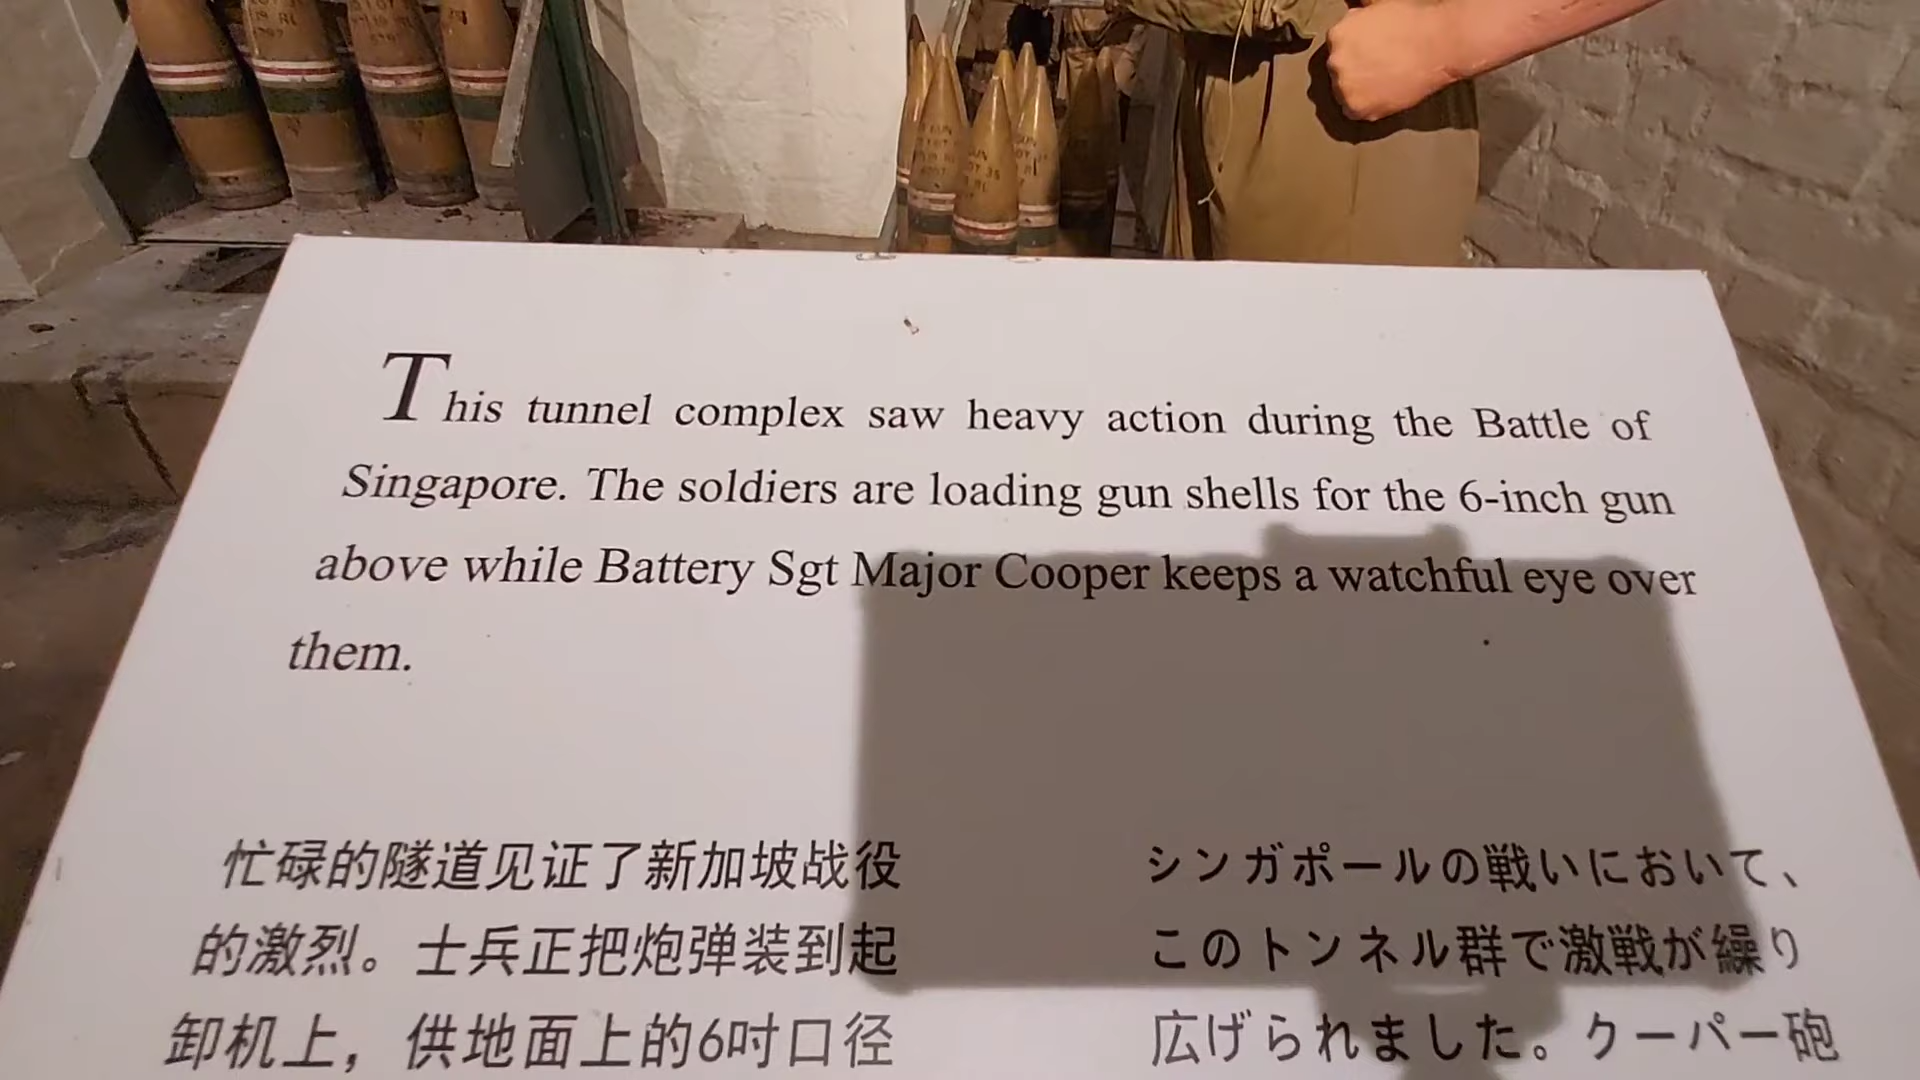 This tunnel complex saw heavy action during the Battle of
Singapore. The soldiers are loading gun shells for the 6-inch gun
above while Battery Sgt Major Cooper keeps a watchful eye over
them.
忙碌的隧道见证了新加坡战役
的激烈。士兵正把炮弹装到起
卸机上，供地面上的6吋口径
シンガポールの戦いにおいて、
このトンネル群で激戦が繰り
広げられました。クーパー砲